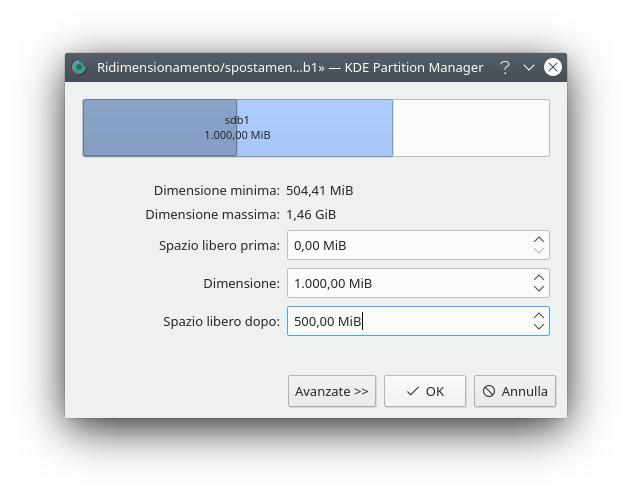 Ridimensionamento/spostamen...b1» — KDE Partition Manager
sdb1
1.000,00 MiB
Dimensione minima: 504,41 MiB
Dimensione massima: 1,46 GiB
Spazio libero prima: 0,00 MiB
Dimensione: 1.000,00 MiB
Spazio libero dopo: 500,00 MiB
Avanzate >> OK Annulla